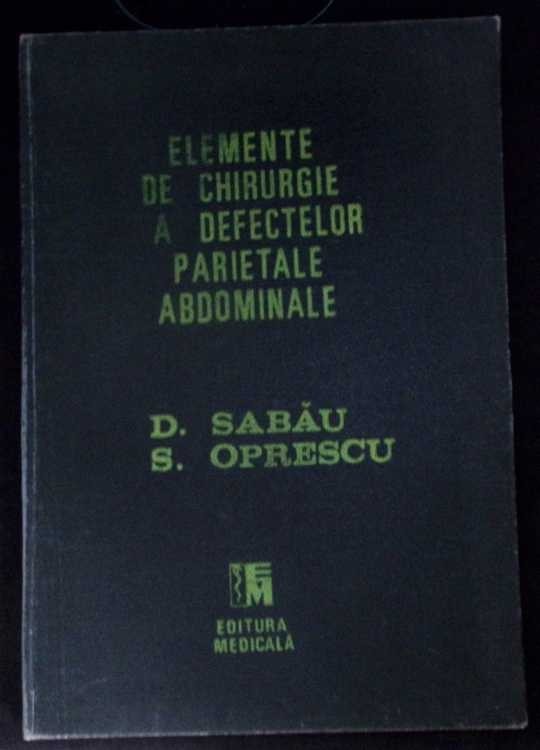 ELEMENTE
DE CHIRURGIE
A DEFECTELOR
PARIETALE
ABDOMINALE
D. SABĂU
S. OPRESCU
EM
EDITURA
MEDICALĂ